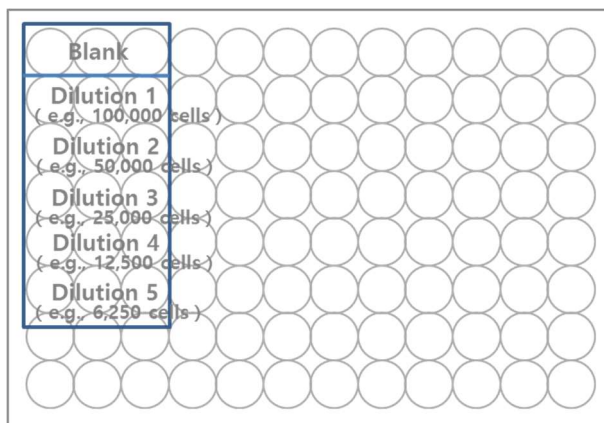 Blank
Dilution 1
( e.g., 100,000 cells )
Dilution 2
( e.g., 50,000 cells )
Dilution 3
( e.g., 25,000 cells )
Dilution 4
( e.g., 12,500 cells )
Dilution 5
( e.g., 6,250 cells )